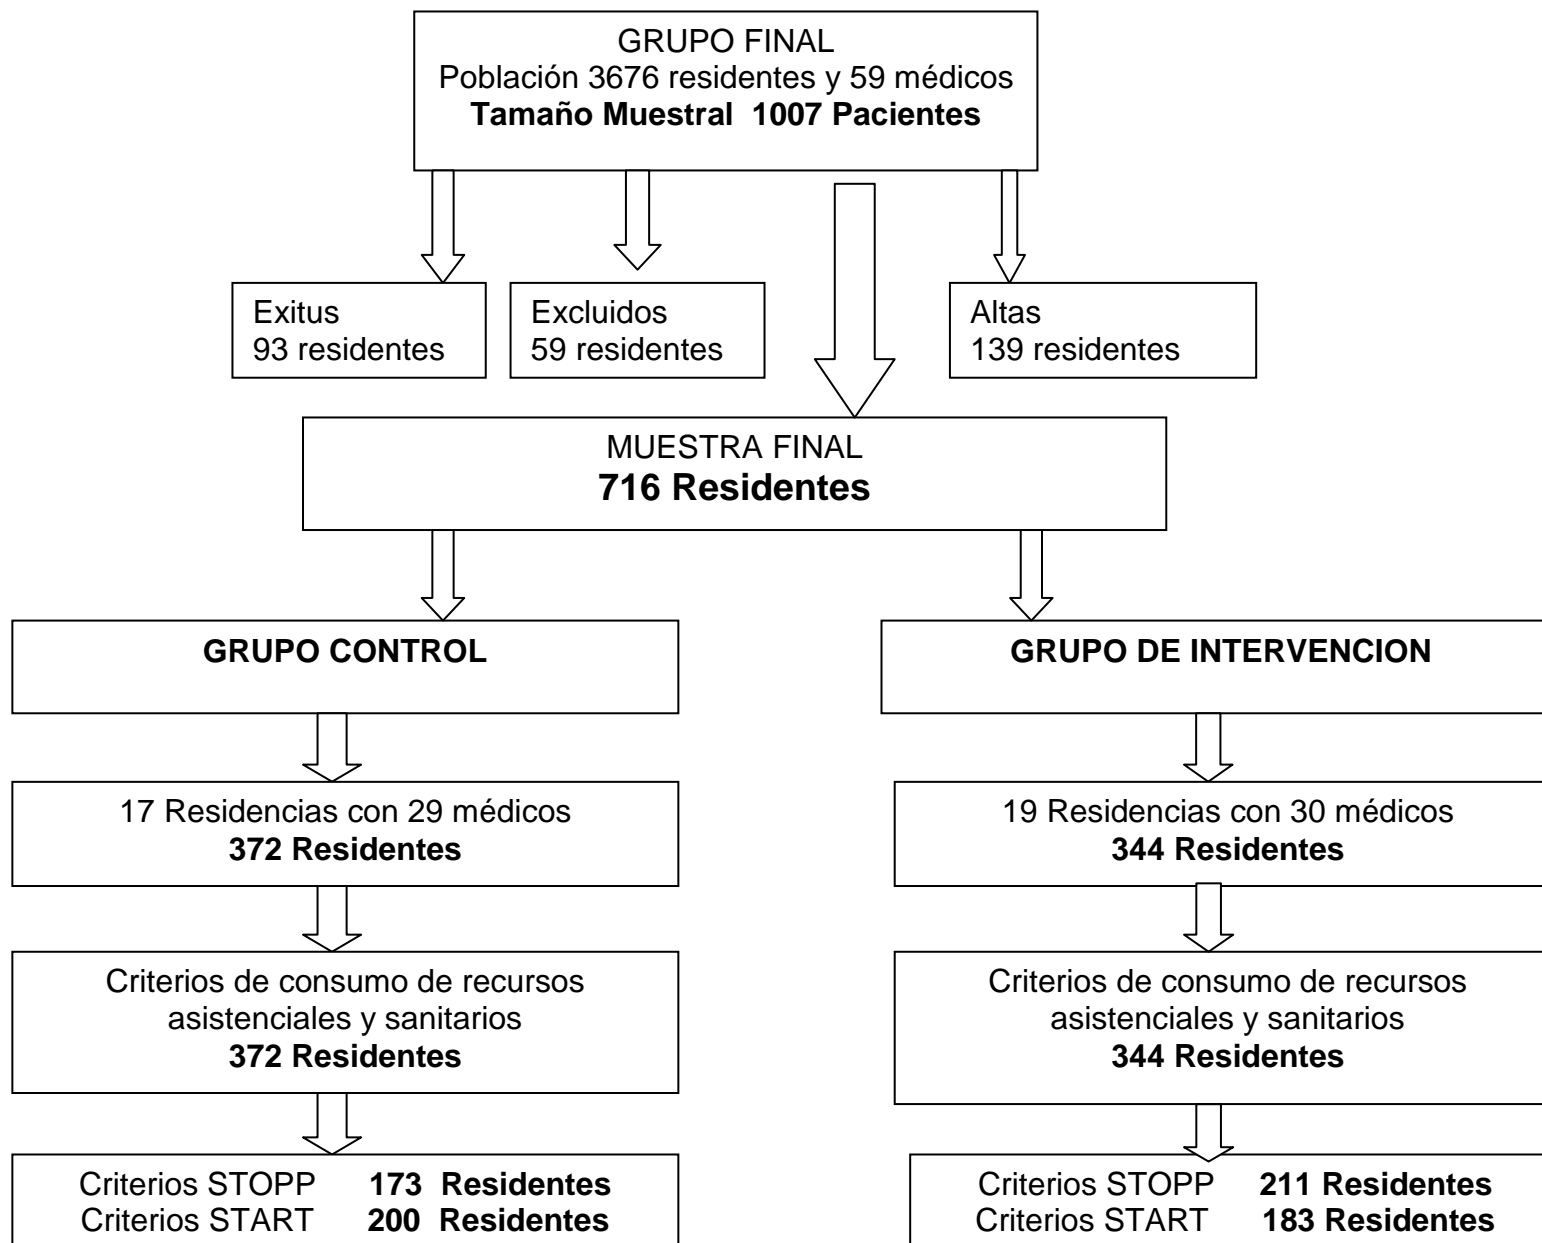 GRUPO FINAL
Población 3676 residentes y 59 médicos
Tamaño Muestral 1007 Pacientes
Exitus
93 residentes
Excluidos
59 residentes
Altas
139 residentes
MUESTRA FINAL
716 Residentes
GRUPO CONTROL
GRUPO DE INTERVENCION
17 Residencias con 29 médicos
372 Residentes
19 Residencias con 30 médicos
344 Residentes
Criterios de consumo de recursos
asistenciales y sanitarios
372 Residentes
Criterios de consumo de recursos
asistenciales y sanitarios
344 Residentes
Criterios STOPP 173 Residentes
Criterios START 200 Residentes
Criterios STOPP 211 Residentes
Criterios START 183 Residentes